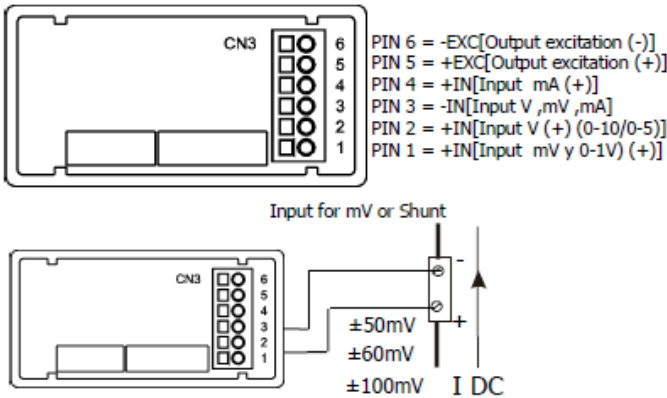 CN3
6 PIN 6 = -EXC[Output excitation (-)]
5 PIN 5 = +EXC[Output excitation (+)]
4 PIN 4 = +IN[Input mA (+)]
3 PIN 3 = -IN[Input V ,mV ,mA]
2 PIN 2 = +IN[Input V (+) (0-10/0-5)]
1 PIN 1 = +IN[Input mV y 0-1V) (+)]
Input for mV or Shunt
CN3
6
5
4
3
2
1
-
+
±50mV
±60mV
±100mV I DC